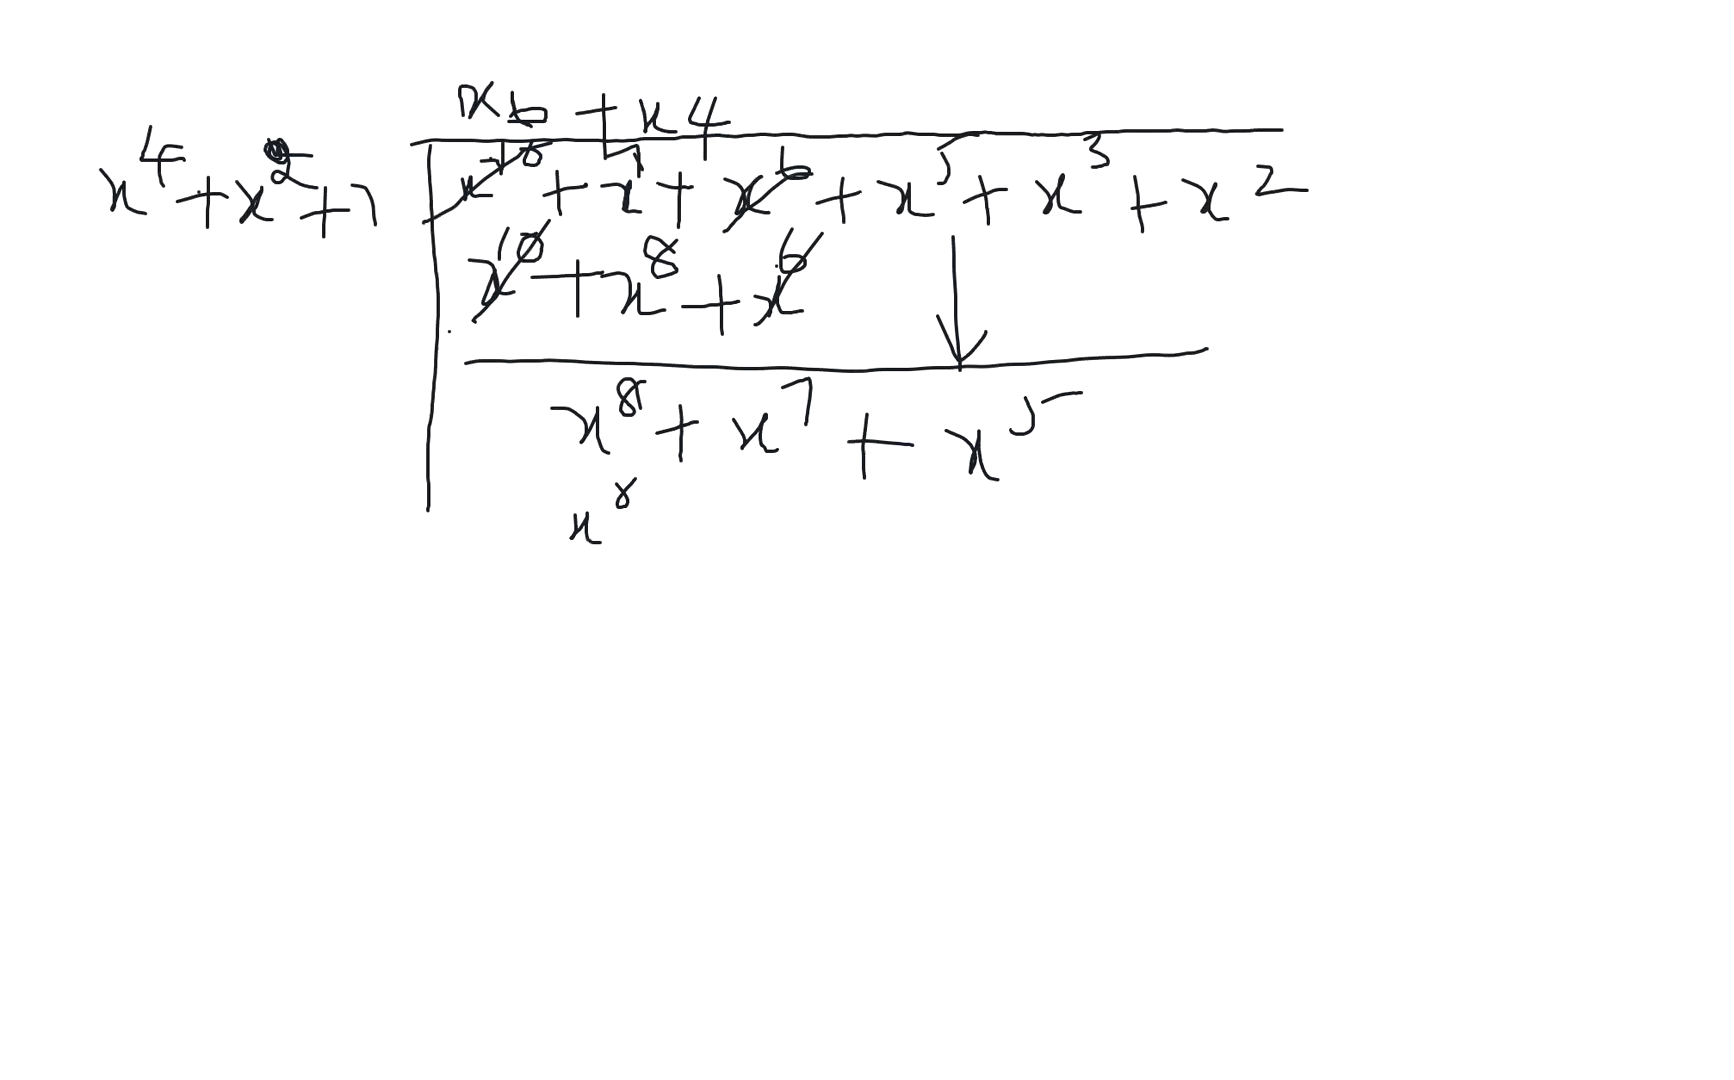 x⁶ + x⁴
x⁴ + x² + 1 x¹⁰ + x⁷ + x⁶ + x⁵ + x³ + x²
x¹⁰ + x⁸ + x⁶
x⁸ + x⁷ + x⁵
x⁸